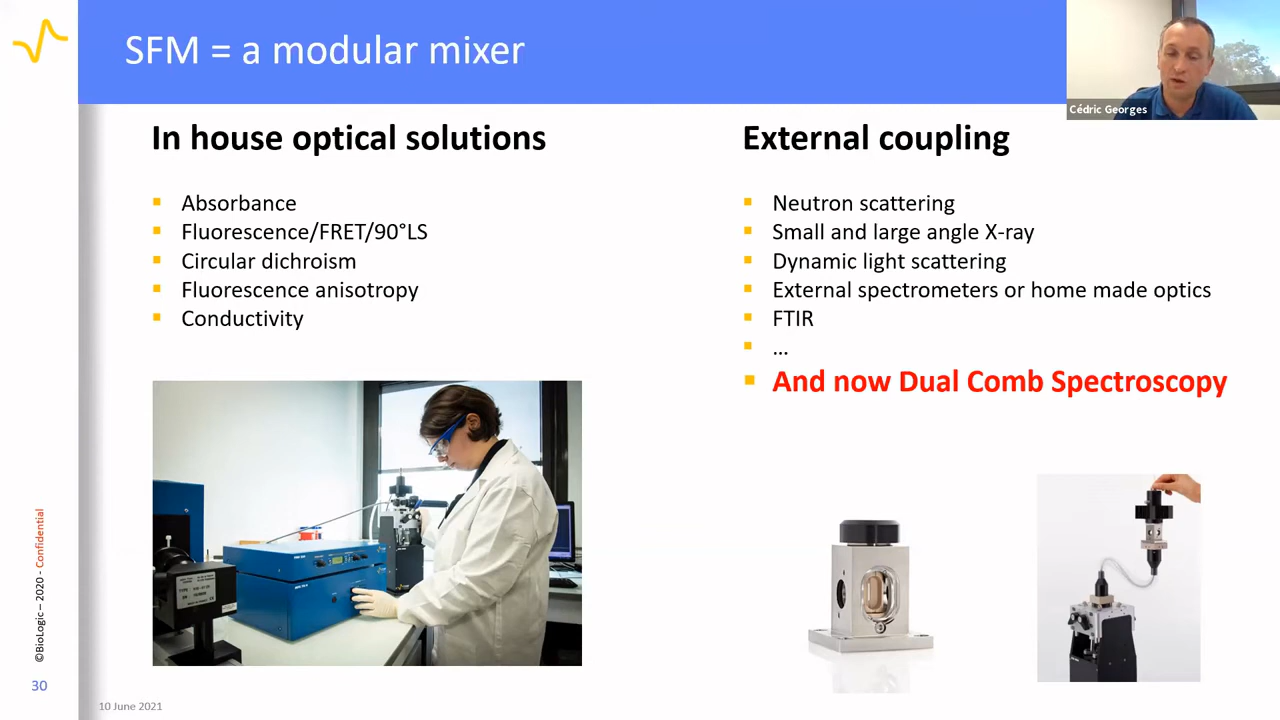 SFM = a modular mixer
Cédric Georges
In house optical solutions
Absorbance
Fluorescence/FRET/90°LS
Circular dichroism
Fluorescence anisotropy
Conductivity
External coupling
Neutron scattering
Small and large angle X-ray
Dynamic light scattering
External spectrometers or home made optics
FTIR
...
And now Dual Comb Spectroscopy
©BioLogic – 2020 - Confidential
30
10 June 2021